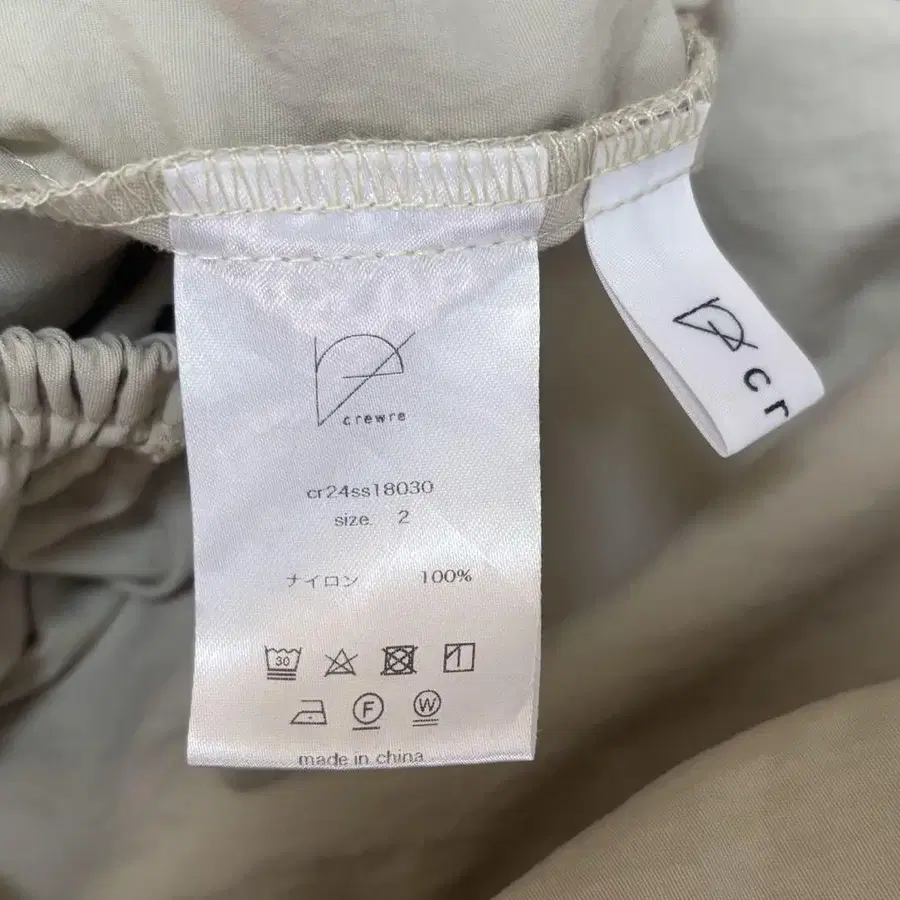 crewre
cr24ss18030
size 2
ナイロン 100%
30
F W
made in china
cr